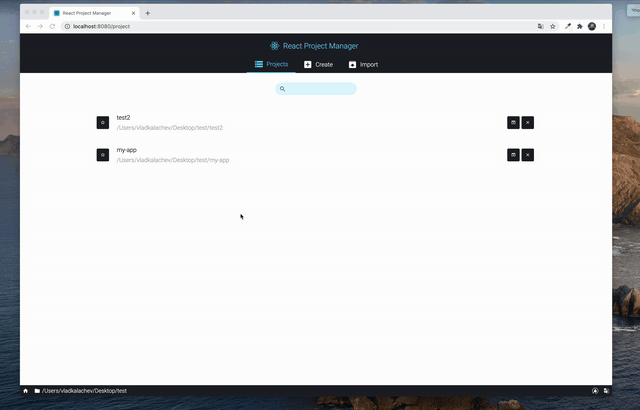 React Project Manager
localhost:8080/project
React Project Manager
Projects
Create
Import
test2
/Users/vladkalachev/Desktop/test/test2
my-app
/Users/vladkalachev/Desktop/test/my-app
/Users/vladkalachev/Desktop/test